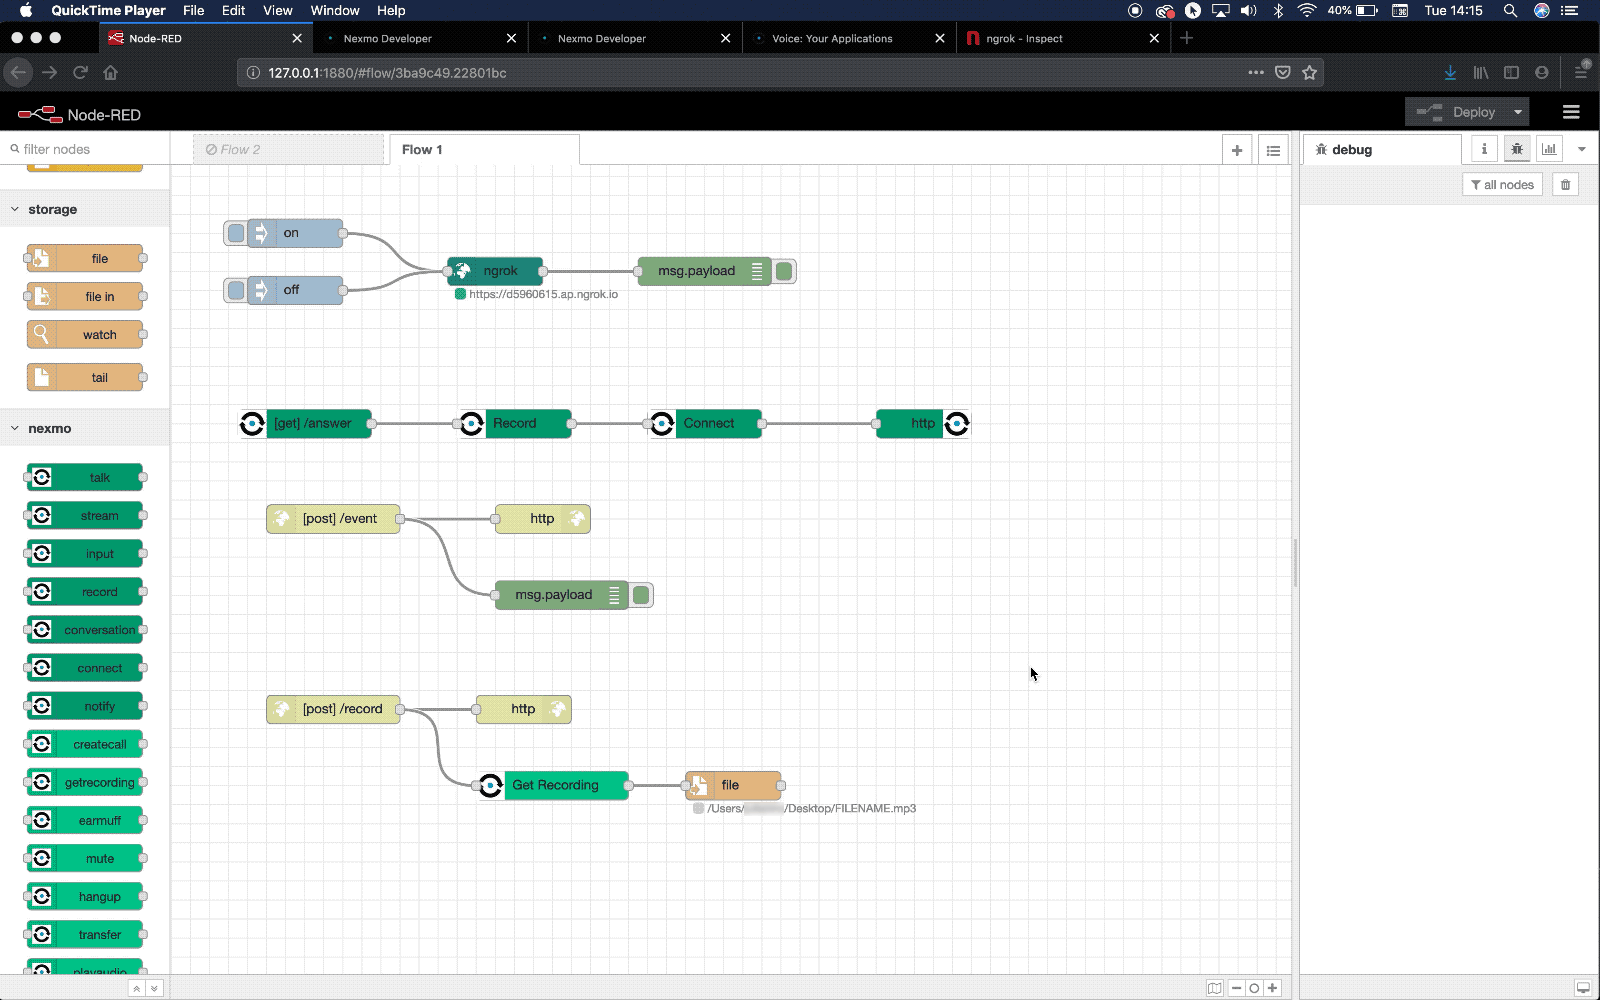 QuickTime Player File Edit View Window Help 40% Tue 14:15
Node-RED Nexmo Developer Nexmo Developer Voice: Your Applications ngrok - Inspect
127.0.0.1:1880/#flow/3ba9c49.22801bc
Node-RED Deploy
filter nodes Flow 2 Flow 1 debug
all nodes
storage
file
file in
watch
tail
nexmo
talk
stream
input
record
conversation
connect
notify
createcall
getrecording
earmuff
mute
hangup
transfer
playaudio
on
off
ngrok
https://d5960615.ap.ngrok.io
msg.payload
[get] /answer Record Connect http
[post] /event http
msg.payload
[post] /record http
Get Recording file
/Users/ /Desktop/FILENAME.mp3